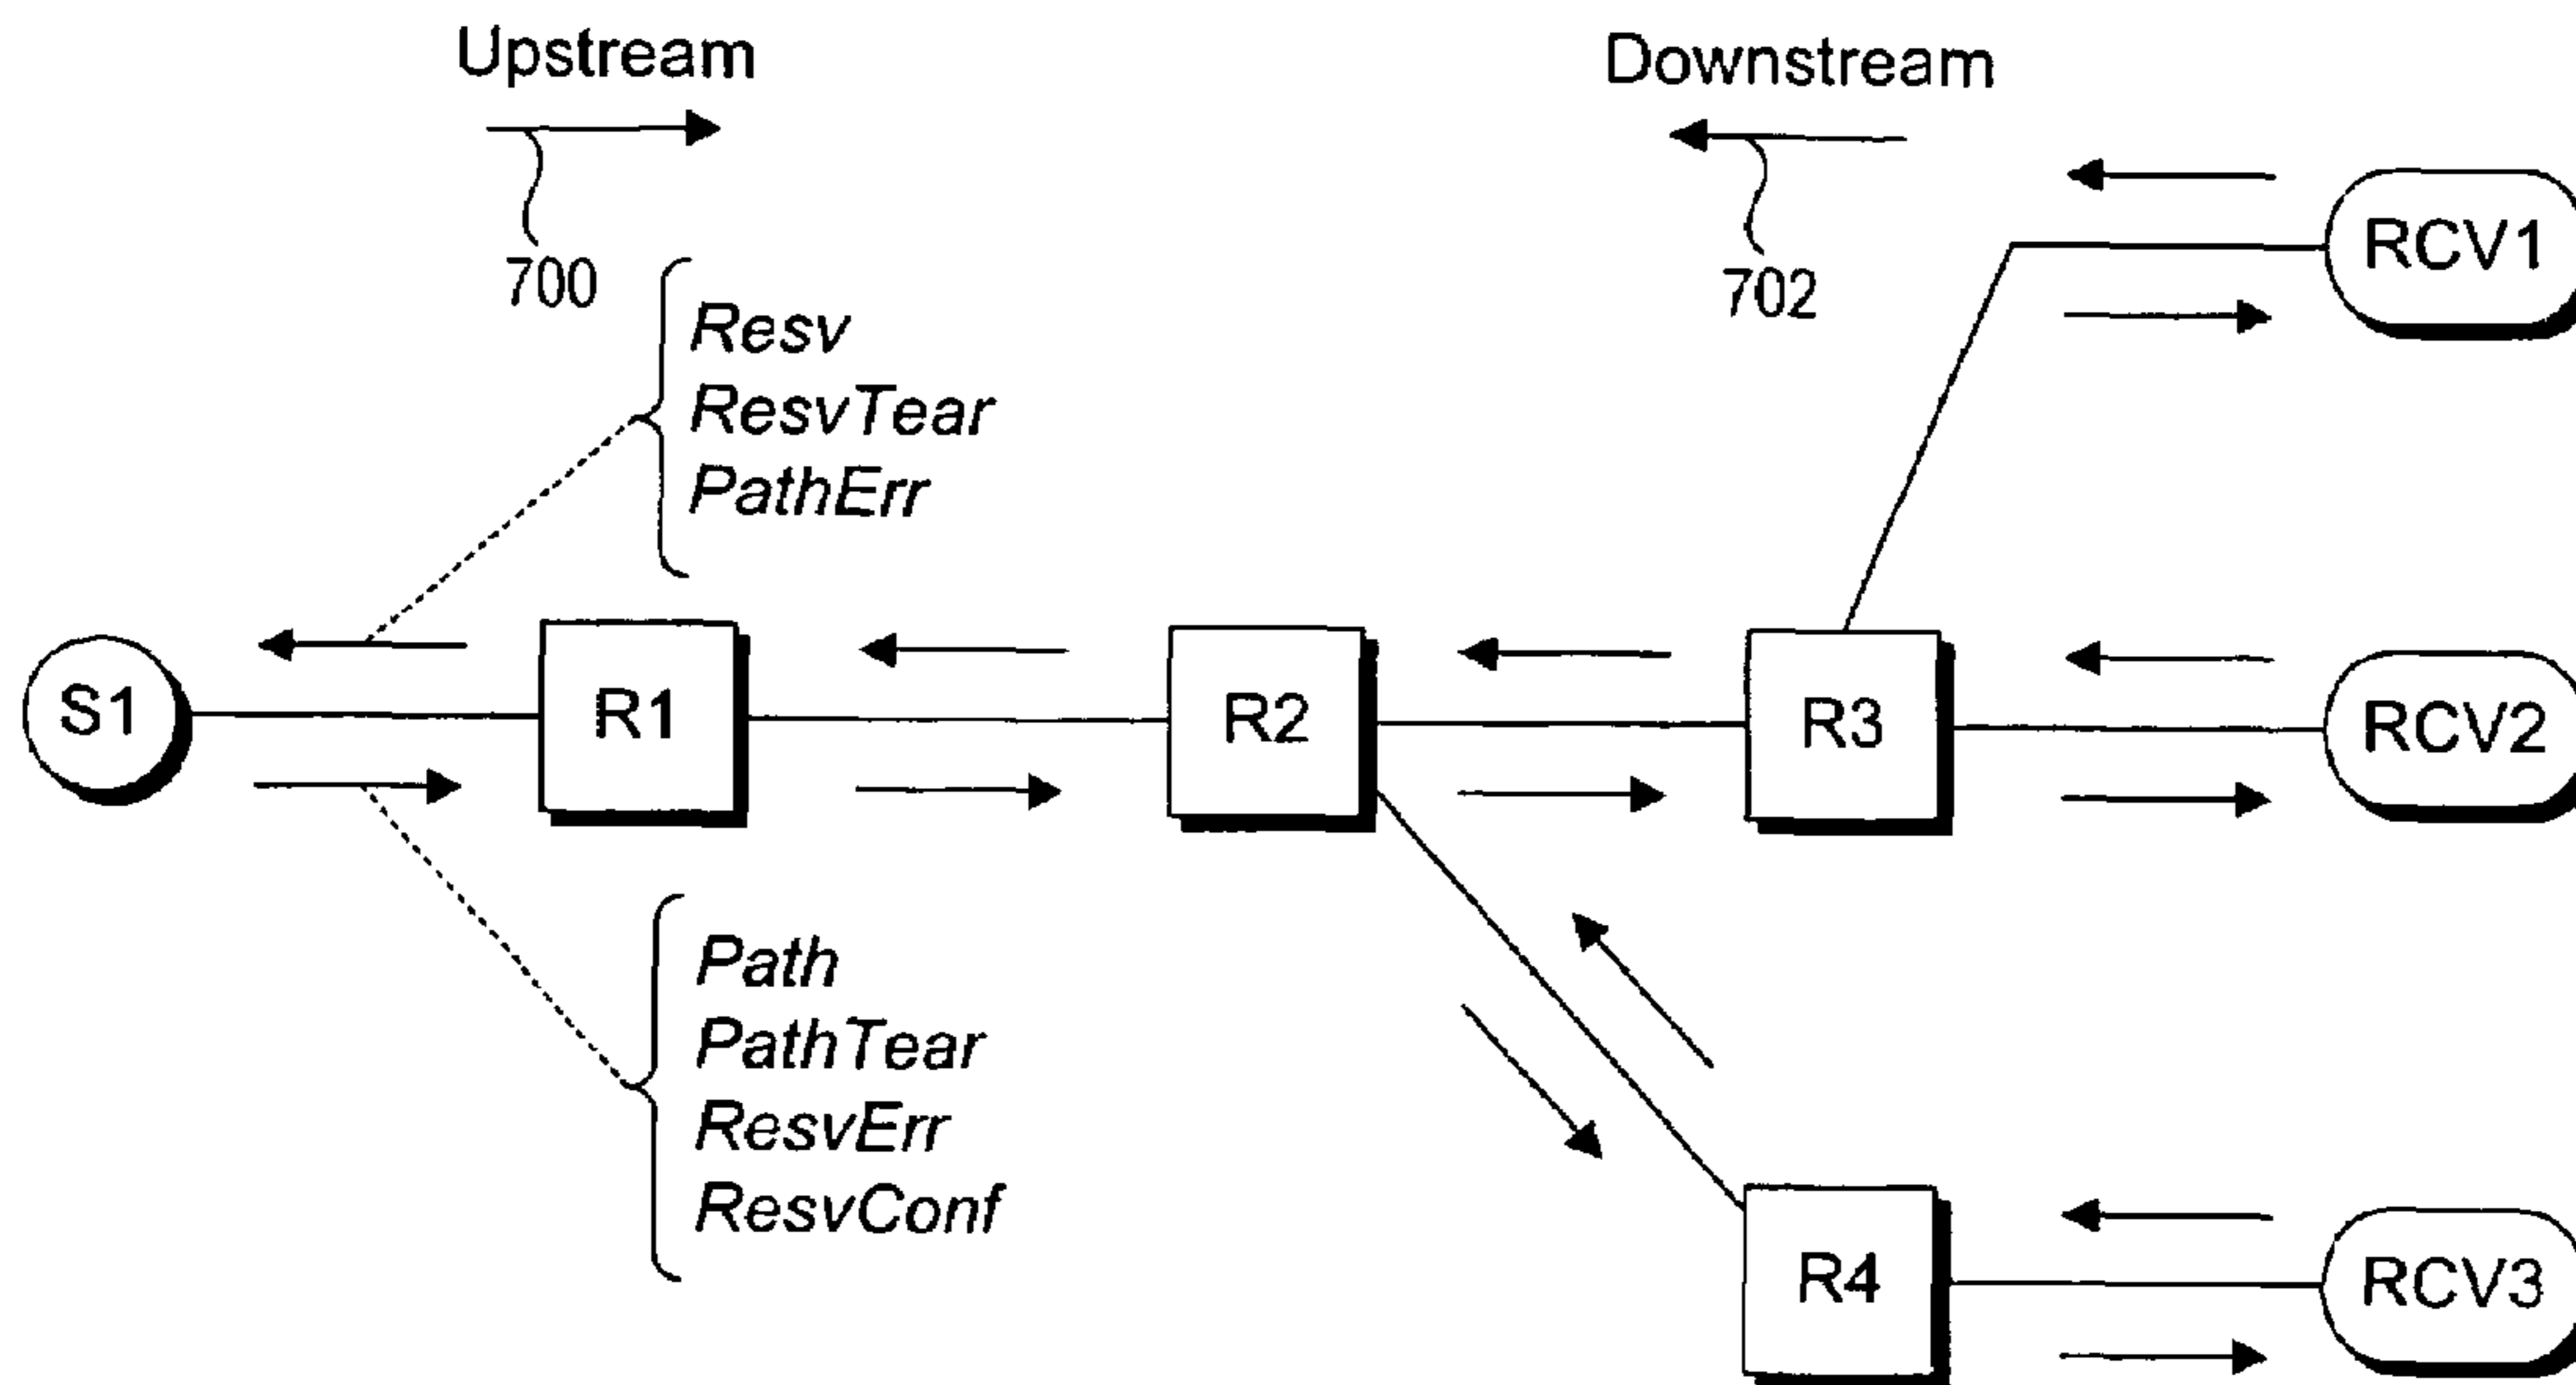 Upstream
Downstream
700
702
RCV1
Resv
ResvTear
PathErr
S1
R1
R2
R3
RCV2
Path
PathTear
ResvErr
ResvConf
R4
RCV3